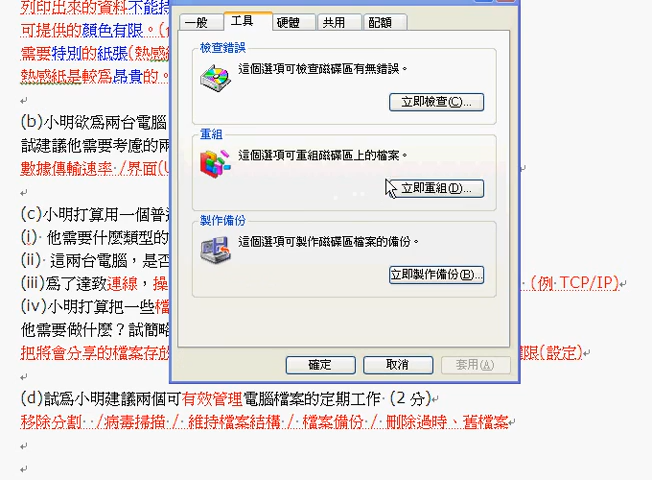 列印出來的資料不能持
可提供的顏色有限。(
需要特別的紙張(熱感
熱感紙是較為昂貴的。
(b)小明欲為兩台電腦
試建議他需要考慮的兩
數據傳輸速率 /界面(U
(c)小明打算用一個普
(i) 他需要什麼類型的
(ii) 這兩台電腦，是否
(iii)為了達致連線，操 (例 TCP/IP)
(iv)小明打算把一些檔
他需要做什麼？試簡略
把將會分享的檔案存放 限(設定)
(d)試為小明建議兩個可有效管理電腦檔案的定期工作 (2 分)
移除分割 /病毒掃描 / 維持檔案結構 / 檔案備份 / 刪除過時、舊檔案
一般 工具 硬體 共用 配額
檢查錯誤
這個選項可檢查磁碟區有無錯誤。
立即檢查(C)...
重組
這個選項可重組磁碟區上的檔案。
立即重組(D)...
製作備份
這個選項可製作磁碟區檔案的備份。
立即製作備份(B)...
確定 取消 套用(A)